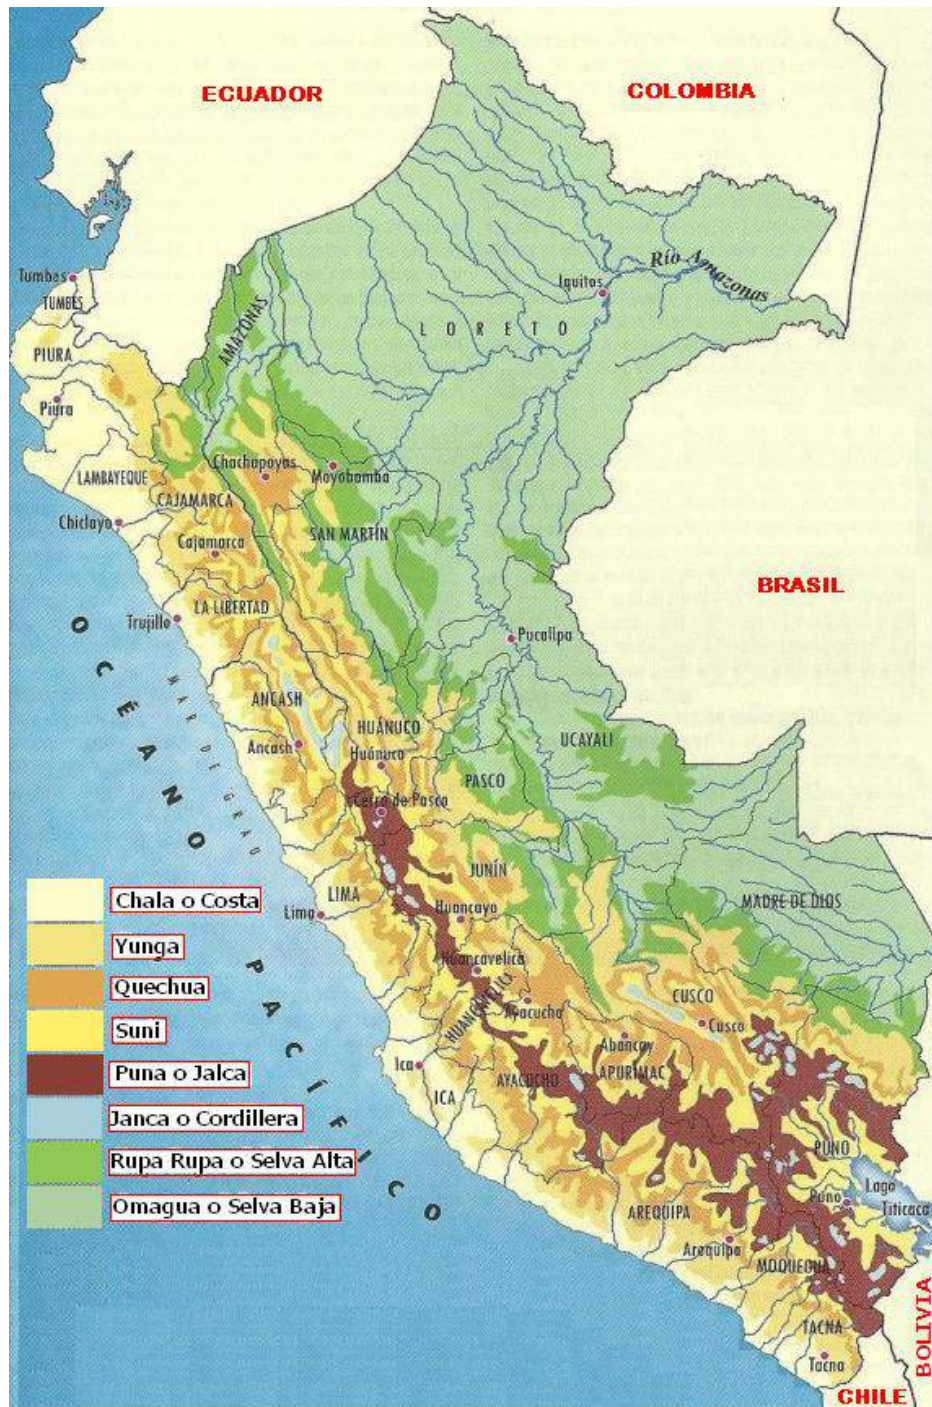 ECUADOR
COLOMBIA
Tumbes
TUMBES
PIURA
Piura
AMAZONAS
LORETO
Iquitos
Río Amazonas
LAMBAYEQUE
Chiclayo
Chachapoyas
Moyobamba
CAJAMARCA
Cajamarca
SAN MARTÍN
BRASIL
LA LIBERTAD
Trujillo
Pucallpa
OCÉANO PACÍFICO
MAR DE GRAU
ANCASH
Ancash
HUÁNUCO
Huánuco
UCAYALI
PASCO
Cerro de Pasco
JUNÍN
LIMA
Lima
Huancayo
MADRE DE DIOS
Huancavelica
CUSCO
Cusco
Ayacucho
Abancay
APURIMAC
AYACUCHO
Ica
ICA
PUNO
Puno
Lago
Titicaca
AREQUIPA
Arequipa
MOQUEGUA
TACNA
Tacna
BOLIVIA
CHILE
Chala o Costa
Yunga
Quechua
Suni
Puna o Jalca
Janca o Cordillera
Rupa Rupa o Selva Alta
Omagua o Selva Baja